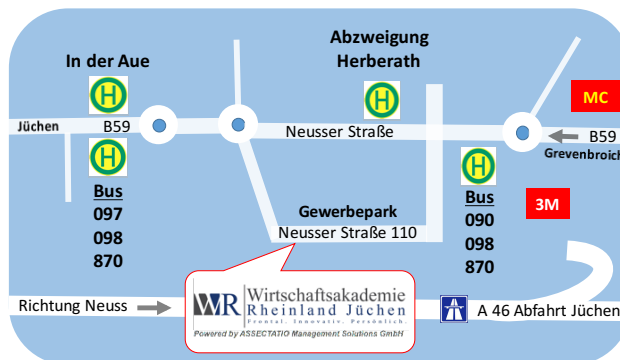 Abzweigung
Herberath
In der Aue
H
H
MC
Jüchen
B59
Neusser Straße
B59
Grevenbroich
H
H
Bus
097
098
870
Bus
090
098
870
3M
Gewerbepark
Neusser Straße 110
Richtung Neuss
WR
Wirtschaftsakademie
Rheinland Jüchen
Frontal. Innovativ. Persönlich.
Powered by ASSECTATIO Management Solutions GmbH
A 46 Abfahrt Jüchen